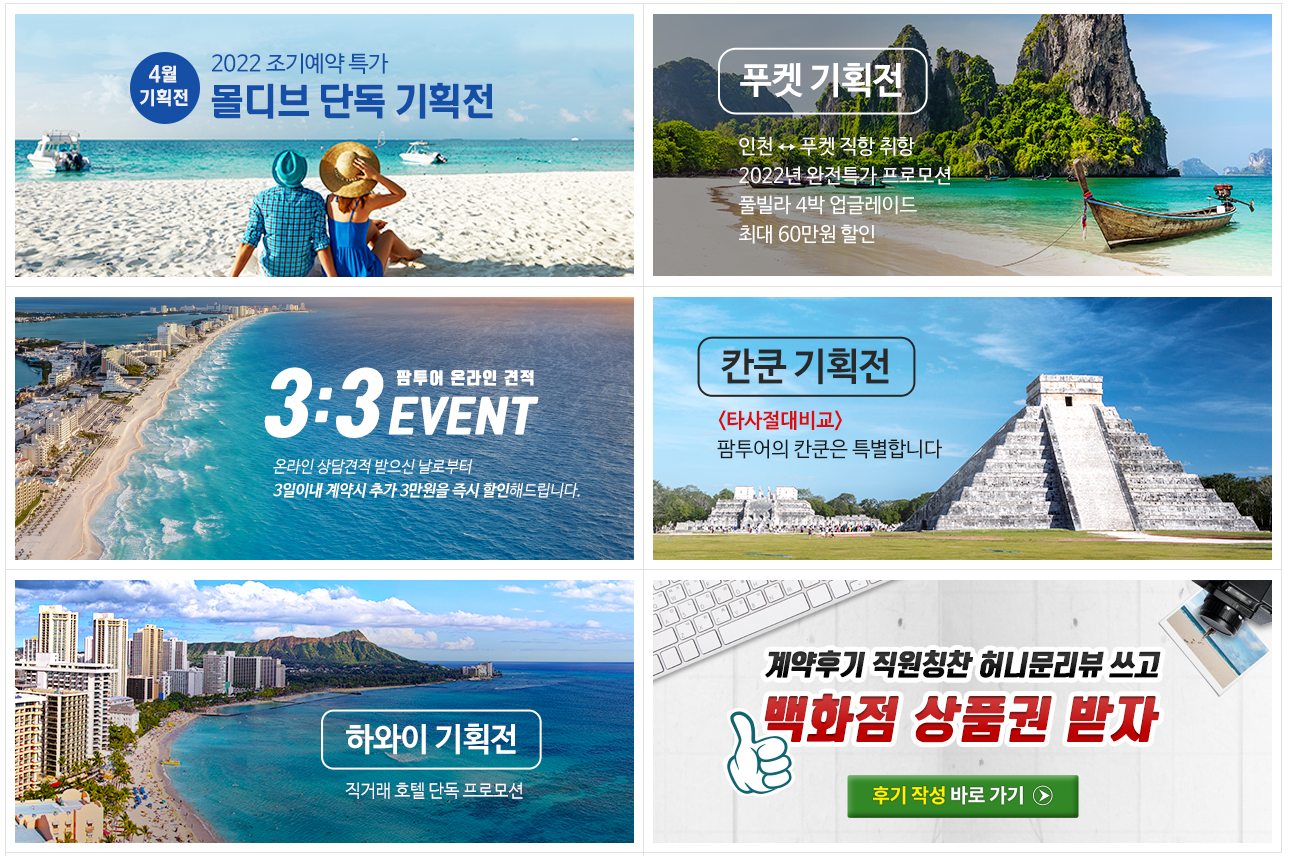 4월
기획전
2022 조기예약 특가
몰디브 단독 기획전
푸켓 기획전
인천 ↔ 푸켓 직항 취항
2022년 완전특가 프로모션
풀빌라 4박 업글레이드
최대 60만원 할인
3:3
팜투어 온라인 견적
EVENT
온라인 상담견적 받으신 날로부터
3일이내 계약시 추가 3만원을 즉시 할인해드립니다.
칸쿤 기획전
<타사절대비교>
팜투어의 칸쿤은 특별합니다
하와이 기획전
직거래 호텔 단독 프로모션
계약후기 직원칭찬 허니문리뷰 쓰고
백화점 상품권 받자
후기 작성 바로 가기